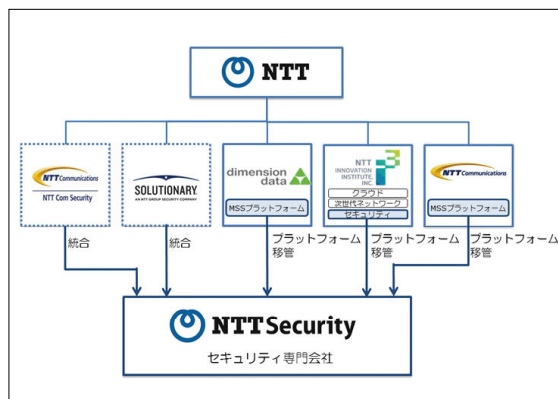 NTT
NTT Communications
NTT Com Security
SOLUTIONARY
AN NTT GROUP SECURITY COMPANY
dimension
data
MSSプラットフォーム
NTT
INNOVATION
INSTITUTE,
INC.
i3
クラウド
次世代ネットワーク
セキュリティ
NTT Communications
MSSプラットフォーム
統合
統合
プラットフォーム
移管
プラットフォーム
移管
プラットフォーム
移管
NTT Security
セキュリティ専門会社